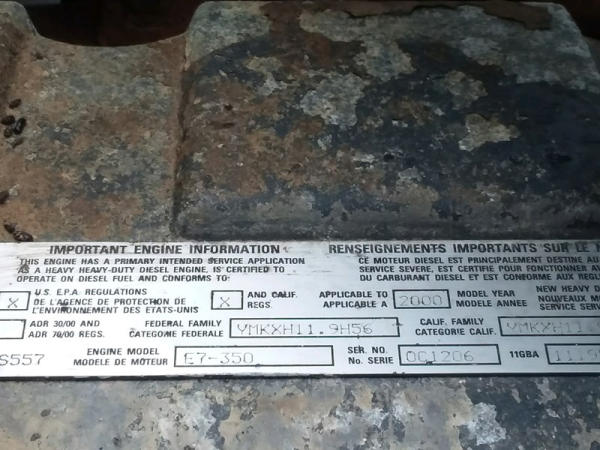 IMPORTANT ENGINE INFORMATION
THIS ENGINE HAS A PRIMARY INTENDED SERVICE APPLICATION
AS A HEAVY HEAVY-DUTY DIESEL ENGINE, IS CERTIFIED TO
OPERATE ON DIESEL FUEL AND CONFORMS TO:
RENSEIGNEMENTS IMPORTANTS SUR LE
CE MOTEUR DIESEL EST PRINCIPALEMENT DESTINE AU
SERVICE SEVERE, EST CERTIFIE POUR FONCTIONNER
DU CARBURANT DIESEL ET EST CONFORME AUX
X U.S. E.P.A. REGULATIONS
DE L'AGENCE DE PROTECTION DE
L'ENVIRONNEMENT DES ETATS-UNIS
X AND CALIF.
REGS.
APPLICABLE TO
APPLICABLE A
2000 MODEL YEAR
MODELE ANNEE
NEW HEAVY
NOUVEAUX
SERVICE
ADR 30/00 AND
ADR 70/00 REGS.
FEDERAL FAMILY
CATEGORIE FEDERALE
YMKXH11.9H56
CALIF. FAMILY
CATEGORIE CALIF.
YMKXH11.
S557
ENGINE MODEL
MODELE DE MOTEUR
E7-350
SER. NO.
No. SERIE
0C1206
11GBA